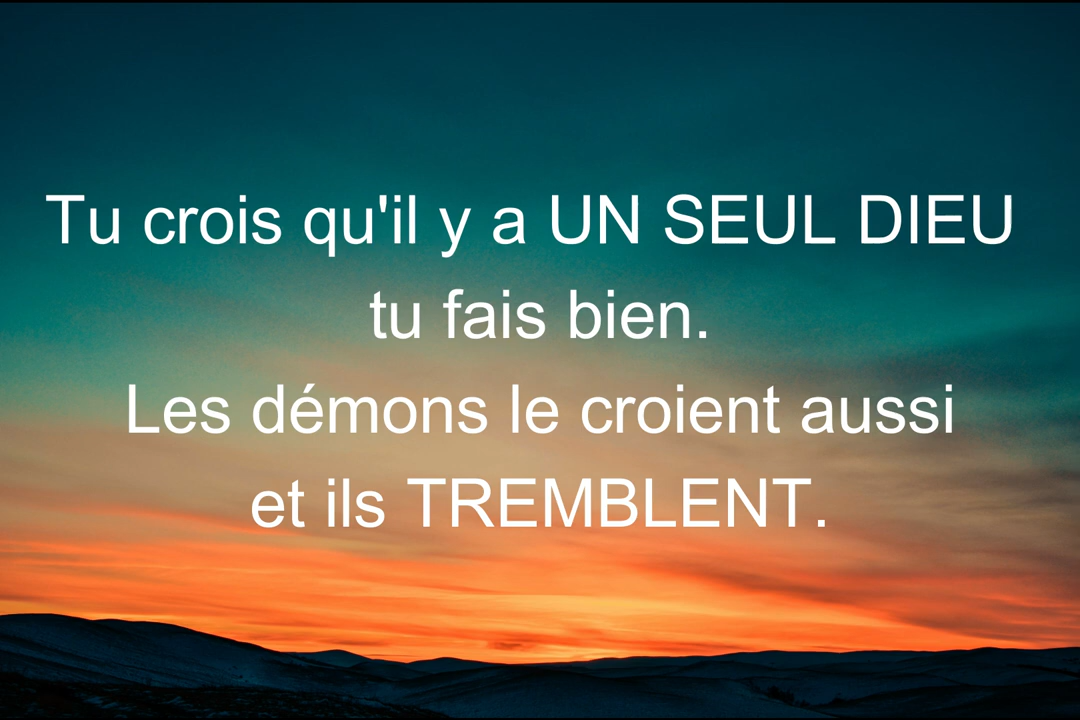 Tu crois qu'il y a UN SEUL DIEU
tu fais bien.
Les démons le croient aussi
et ils TREMBLENT.